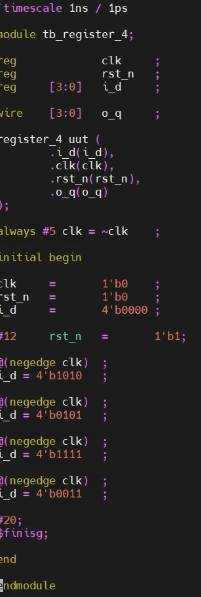 `timescale 1ns / 1ps
module tb_register_4;
reg clk ;
reg rst_n ;
reg [3:0] i_d ;
wire [3:0] o_q ;
register_4 uut (
.i_d(i_d),
.clk(clk),
.rst_n(rst_n),
.o_q(o_q)
);
always #5 clk = ~clk ;
initial begin
clk = 1'b0 ;
rst_n = 1'b0 ;
i_d = 4'b0000 ;
#12 rst_n = 1'b1;
@(negedge clk) ;
i_d = 4'b1010 ;
@(negedge clk) ;
i_d = 4'b0101 ;
@(negedge clk) ;
i_d = 4'b1111 ;
@(negedge clk) ;
i_d = 4'b0011 ;
#20;
$finisg;
end
endmodule